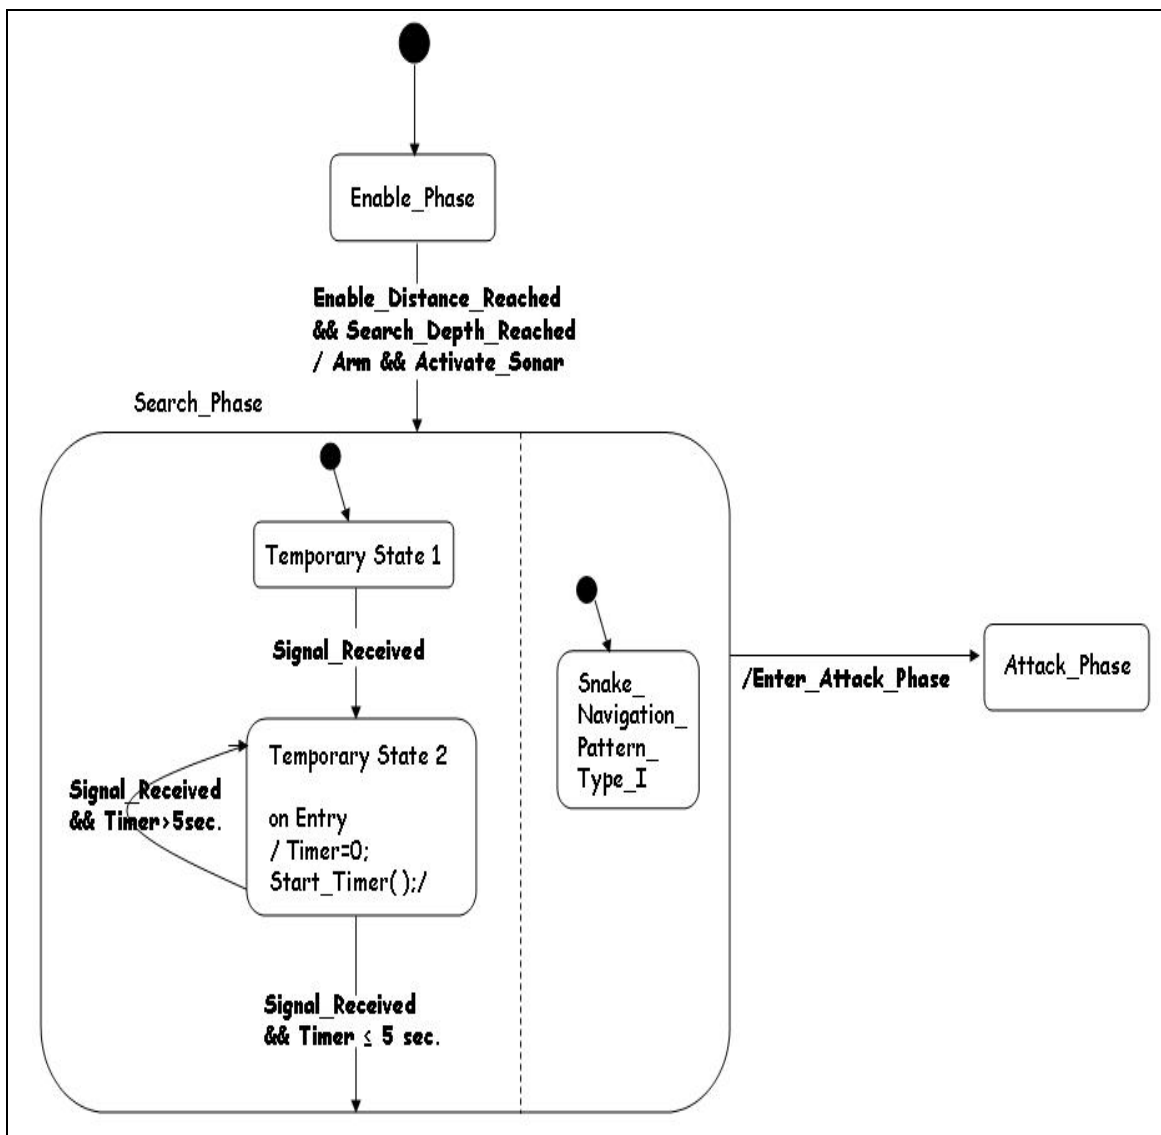 Enable_Phase
Enable_Distance_Reached
&& Search_Depth_Reached
/ Arm && Activate_Sonar
Search_Phase
Temporary State 1
Signal_Received
Temporary State 2
on Entry
/ Timer=0;
Start_Timer( );/
Signal_Received
&& Timer>5sec.
Signal_Received
&& Timer ≤ 5 sec.
Snake_
Navigation_
Pattern_
Type_I
/Enter_Attack_Phase
Attack_Phase